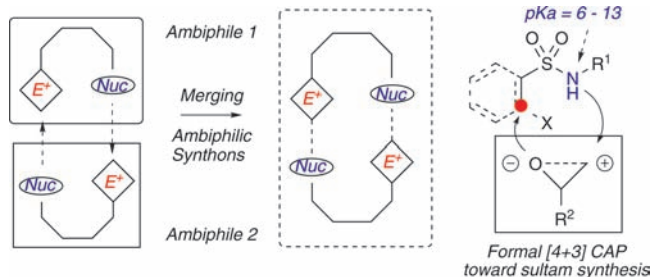 Ambiphile 1
E+
Nuc
Nuc
E+
Ambiphile 2
Merging
Ambiphilic
Synthons
E+
Nuc
Nuc
E+
pKa = 6 - 13
O O
S R¹
N
H
X
− O +
R²
Formal [4+3] CAP
toward sultam synthesis